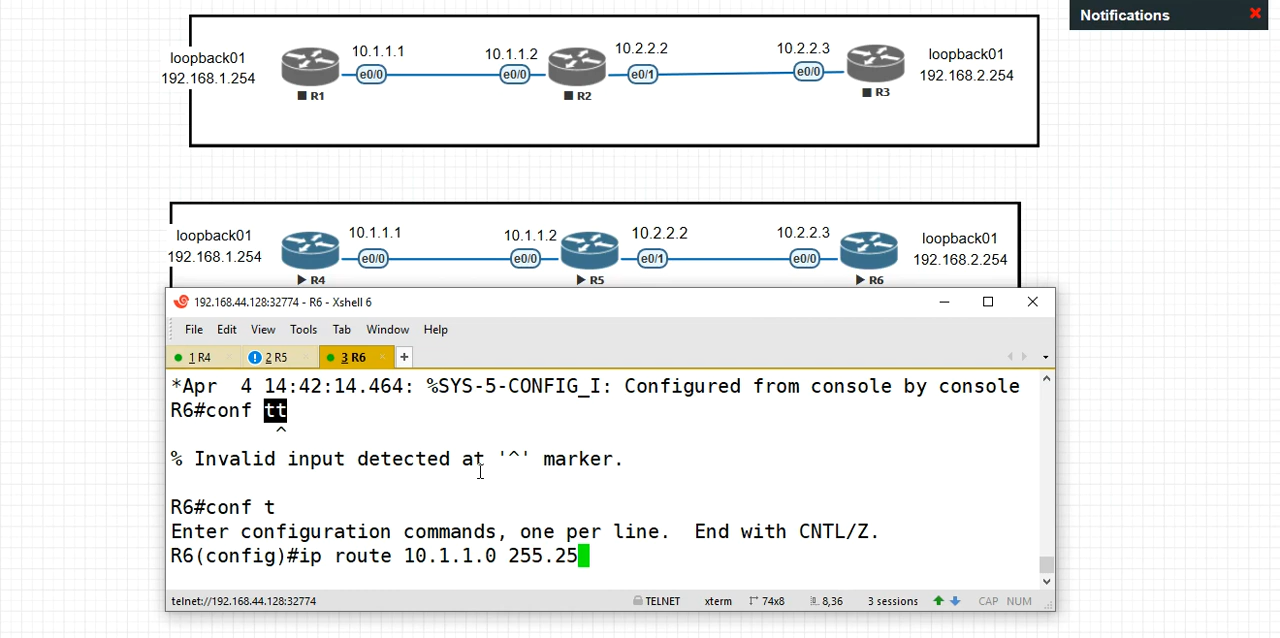 Notifications
loopback01
192.168.1.254
10.1.1.1
e0/0
R1
10.1.1.2
e0/0
R2
10.2.2.2
e0/1
10.2.2.3
e0/0
R3
loopback01
192.168.2.254
loopback01
192.168.1.254
10.1.1.1
e0/0
R4
10.1.1.2
e0/0
R5
10.2.2.2
e0/1
10.2.2.3
e0/0
R6
loopback01
192.168.2.254
192.168.44.128:32774 - R6 - Xshell 6
File Edit View Tools Tab Window Help
1 R4 2 R5 3 R6 +
*Apr  4 14:42:14.464: %SYS-5-CONFIG_I: Configured from console by console
R6#conf tt
^
% Invalid input detected at '^' marker.
R6#conf t
Enter configuration commands, one per line.  End with CNTL/Z.
R6(config)#ip route 10.1.1.0 255.25
telnet://192.168.44.128:32774 TELNET xterm 74x8 8,36 3 sessions CAP NUM